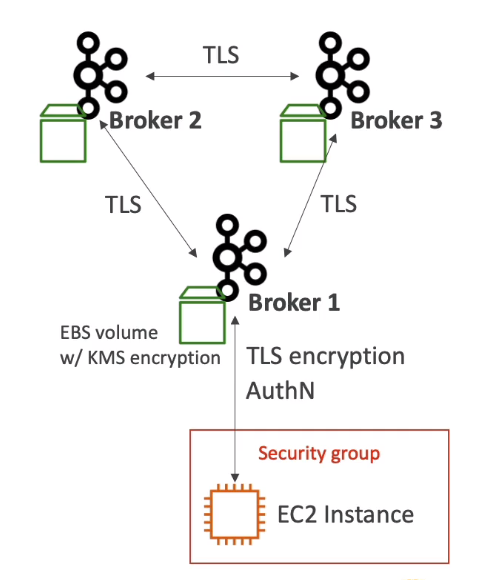 TLS
Broker 2
Broker 3
TLS
TLS
Broker 1
EBS volume
w/ KMS encryption
TLS encryption
AuthN
Security group
EC2 Instance